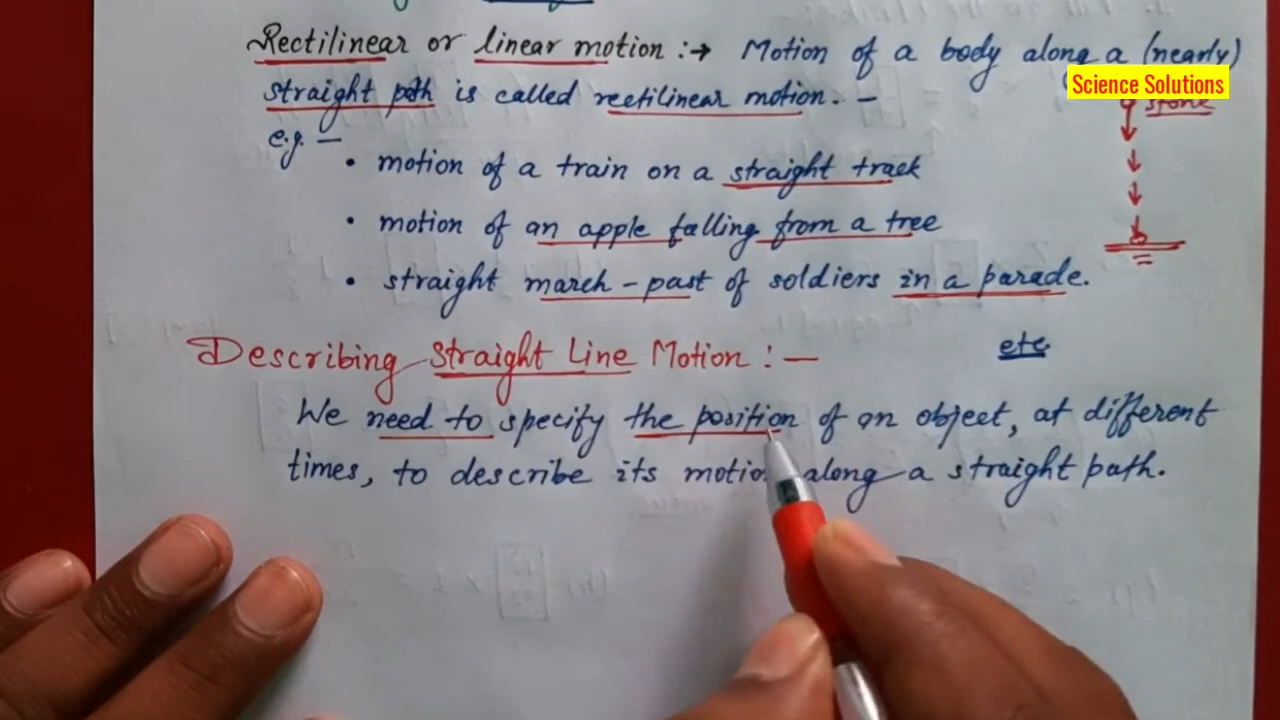 Rectilinear or linear motion :→ Motion of a body along a (nearly)
Science Solutions
straight path is called rectilinear motion. –
stone
e.g. –
• motion of a train on a straight track
• motion of an apple falling from a tree
• straight march-past of soldiers in a parade.
etc
Describing Straight Line Motion :–
We need to specify the position of an object, at different
times, to describe its motion along a straight path.